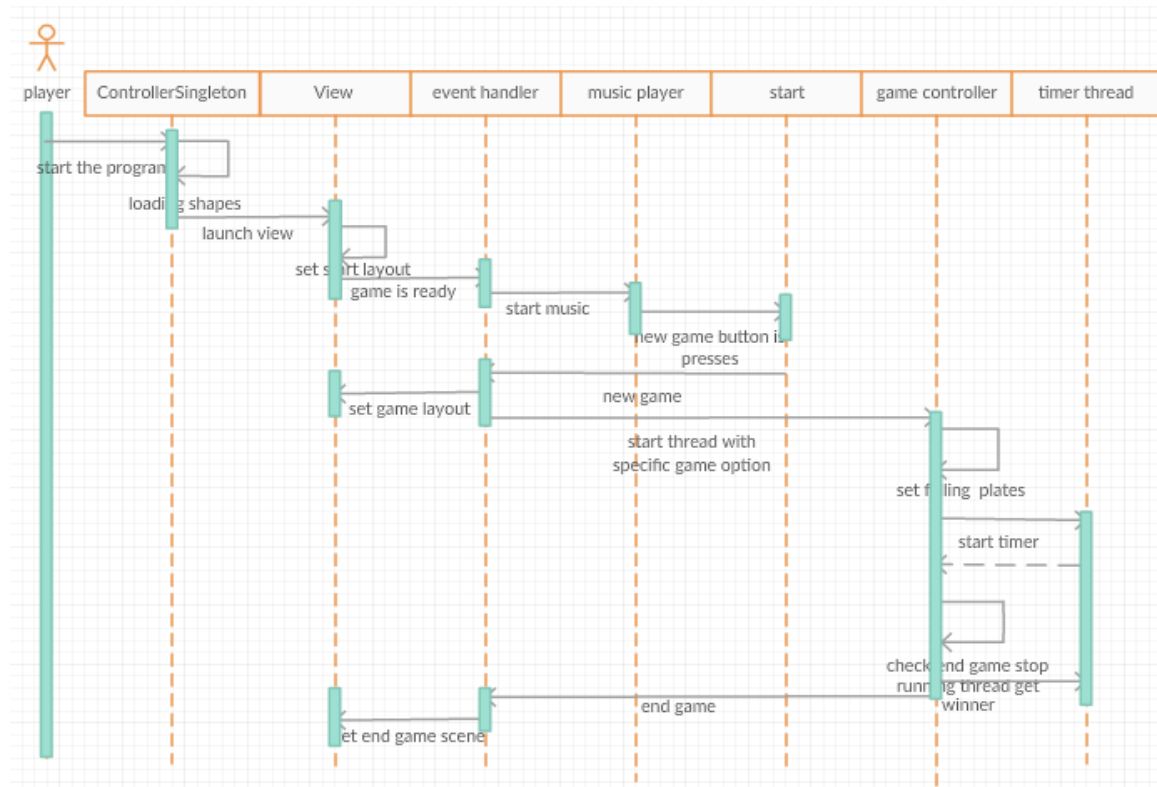 player
ControllerSingleton
View
event handler
music player
start
game controller
timer thread
start the program
loading shapes
launch view
set start layout
game is ready
start music
new game button is
presses
new game
set game layout
start thread with
specific game option
set falling plates
start timer
check end game stop
running thread get
winner
end game
et end game scene